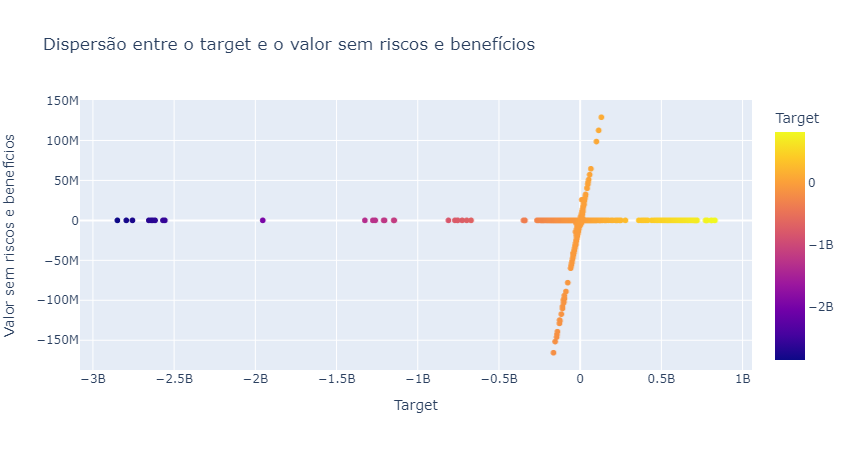 Dispersão entre o target e o valor sem riscos e benefícios
Valor sem riscos e benefícios
150M
100M
50M
0
−50M
−100M
−150M
−3B
−2.5B
−2B
−1.5B
−1B
−0.5B
0
0.5B
1B
Target
Target
0
−1B
−2B